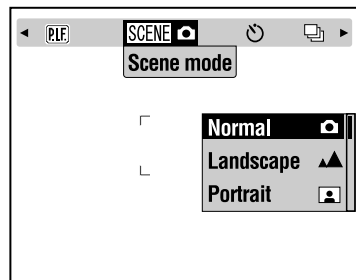 P.I.F. SCENE
Scene mode
Normal
Landscape
Portrait